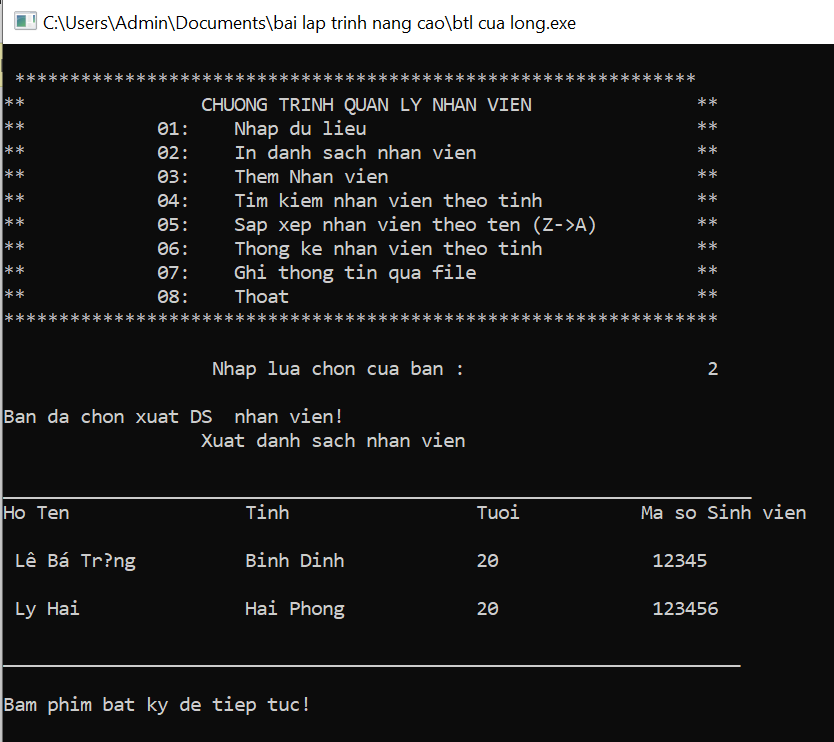 C:\Users\Admin\Documents\bai lap trinh nang cao\btl cua long.exe
**************************************************************
** CHUONG TRINH QUAN LY NHAN VIEN **
** 01: Nhap du lieu **
** 02: In danh sach nhan vien **
** 03: Them Nhan vien **
** 04: Tim kiem nhan vien theo tinh **
** 05: Sap xep nhan vien theo ten (Z->A) **
** 06: Thong ke nhan vien theo tinh **
** 07: Ghi thong tin qua file **
** 08: Thoat **
*****************************************************************
Nhap lua chon cua ban : 2
Ban da chon xuat DS  nhan vien!
Xuat danh sach nhan vien
____________________________________________________________________
Ho Ten Tinh Tuoi Ma so Sinh vien
Lê Bá Tr?ng Binh Dinh 20 12345
Ly Hai Hai Phong 20 123456
___________________________________________________________________
Bam phim bat ky de tiep tuc!